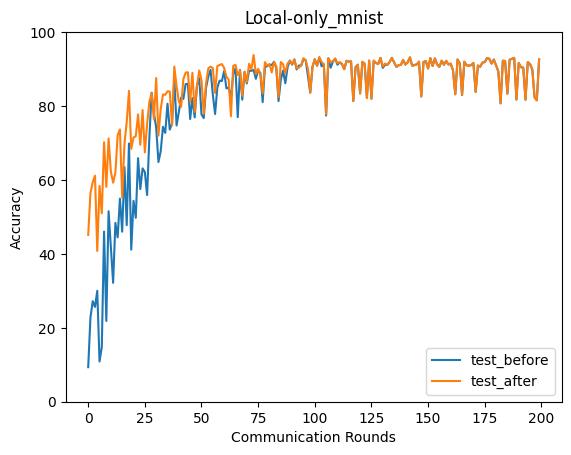 Local-only_mnist
100
80
60
40
20
0
Accuracy
0 25 50 75 100 125 150 175 200
Communication Rounds
test_before
test_after